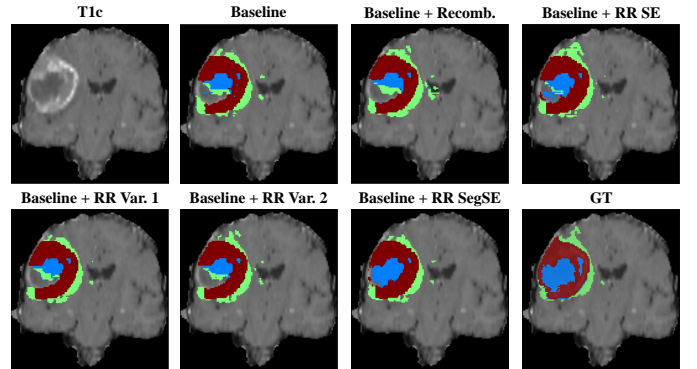 T1c
Baseline
Baseline + Recomb.
Baseline + RR SE
Baseline + RR Var. 1
Baseline + RR Var. 2
Baseline + RR SegSE
GT